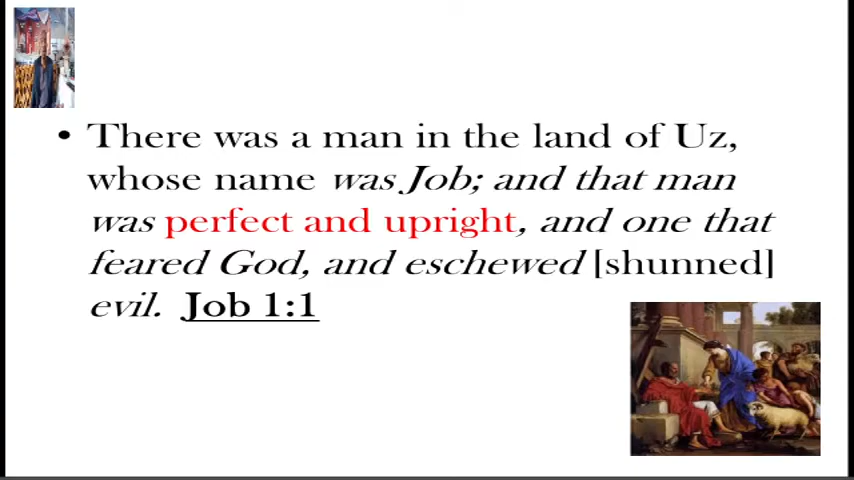 • There was a man in the land of Uz,
whose name was Job; and that man
was perfect and upright, and one that
feared God, and eschewed [shunned]
evil. Job 1:1